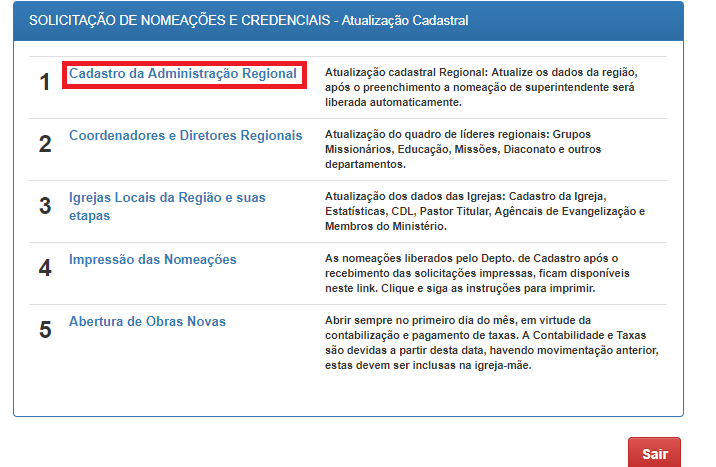 SOLICITAÇÃO DE NOMEAÇÕES E CREDENCIAIS - Atualização Cadastral
1
Cadastro da Administração Regional
Atualização cadastral Regional: Atualize os dados da região,
após o preenchimento a nomeação de superintendente será
liberada automaticamente.
2
Coordenadores e Diretores Regionais
Atualização do quadro de líderes regionais: Grupos
Missionários, Educação, Missões, Diaconato e outros
departamentos.
3
Igrejas Locais da Região e suas
etapas
Atualização dos dados das Igrejas: Cadastro da Igreja,
Estatísticas, CDL, Pastor Titular, Agêncais de Evangelização e
Membros do Ministério.
4
Impressão das Nomeações
As nomeações liberados pelo Depto. de Cadastro após o
recebimento das solicitações impressas, ficam disponíveis
neste link. Clique e siga as instruções para imprimir.
5
Abertura de Obras Novas
Abrir sempre no primeiro dia do mês, em virtude da
contabilização e pagamento de taxas. A Contabilidade e Taxas
são devidas a partir desta data, havendo movimentação anterior,
estas devem ser inclusas na igreja-mãe.
Sair